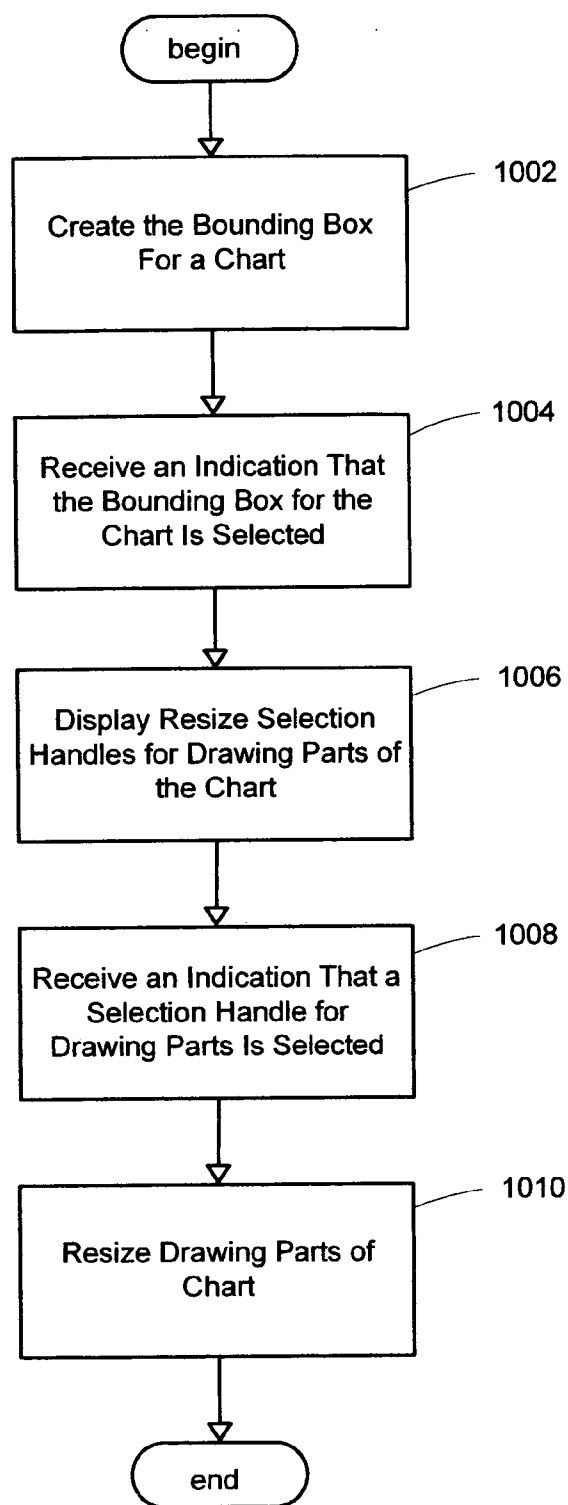 begin
1002
Create the Bounding Box
For a Chart
1004
Receive an Indication That
the Bounding Box for the
Chart Is Selected
1006
Display Resize Selection
Handles for Drawing Parts of
the Chart
1008
Receive an Indication That a
Selection Handle for
Drawing Parts Is Selected
1010
Resize Drawing Parts of
Chart
end